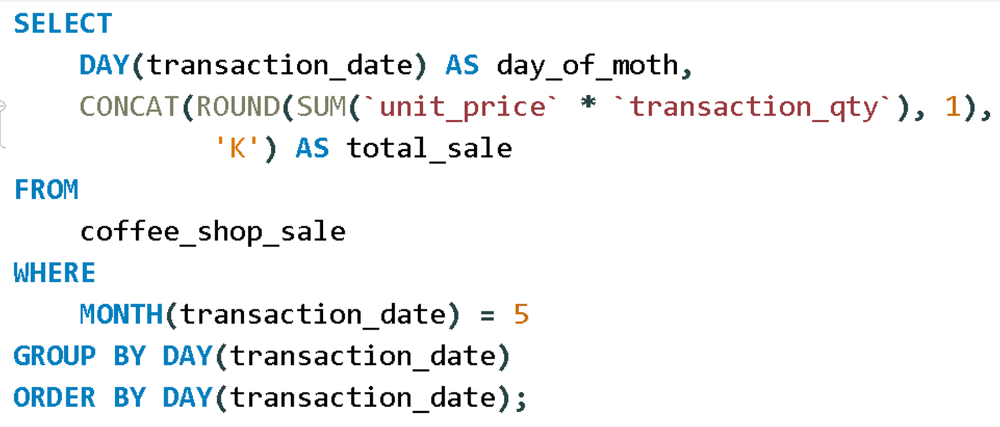 SELECT
DAY(transaction_date) AS day_of_moth,
CONCAT(ROUND(SUM(`unit_price` * `transaction_qty`), 1),
'K') AS total_sale
FROM
coffee_shop_sale
WHERE
MONTH(transaction_date) = 5
GROUP BY DAY(transaction_date)
ORDER BY DAY(transaction_date);